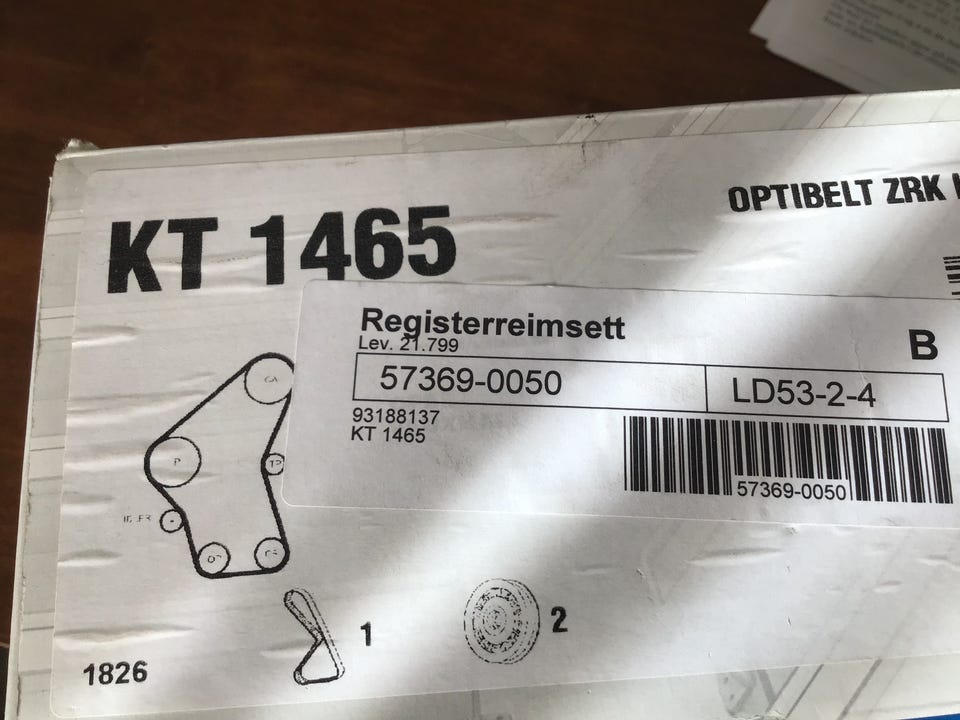 OPTIBELT ZRK
KT 1465
Registerreimsett
Lev. 21.799
B
57369-0050
LD53-2-4
93188137
KT 1465
57369-0050
CA
P
1
2
1826